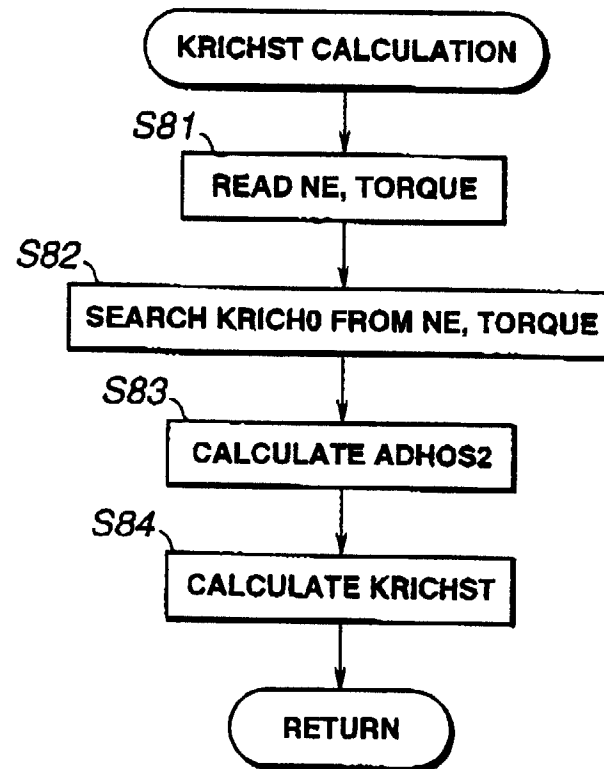 KRICHST CALCULATION
S81
READ NE, TORQUE
S82
SEARCH KRICH0 FROM NE, TORQUE
S83
CALCULATE ADHOS2
S84
CALCULATE KRICHST
RETURN